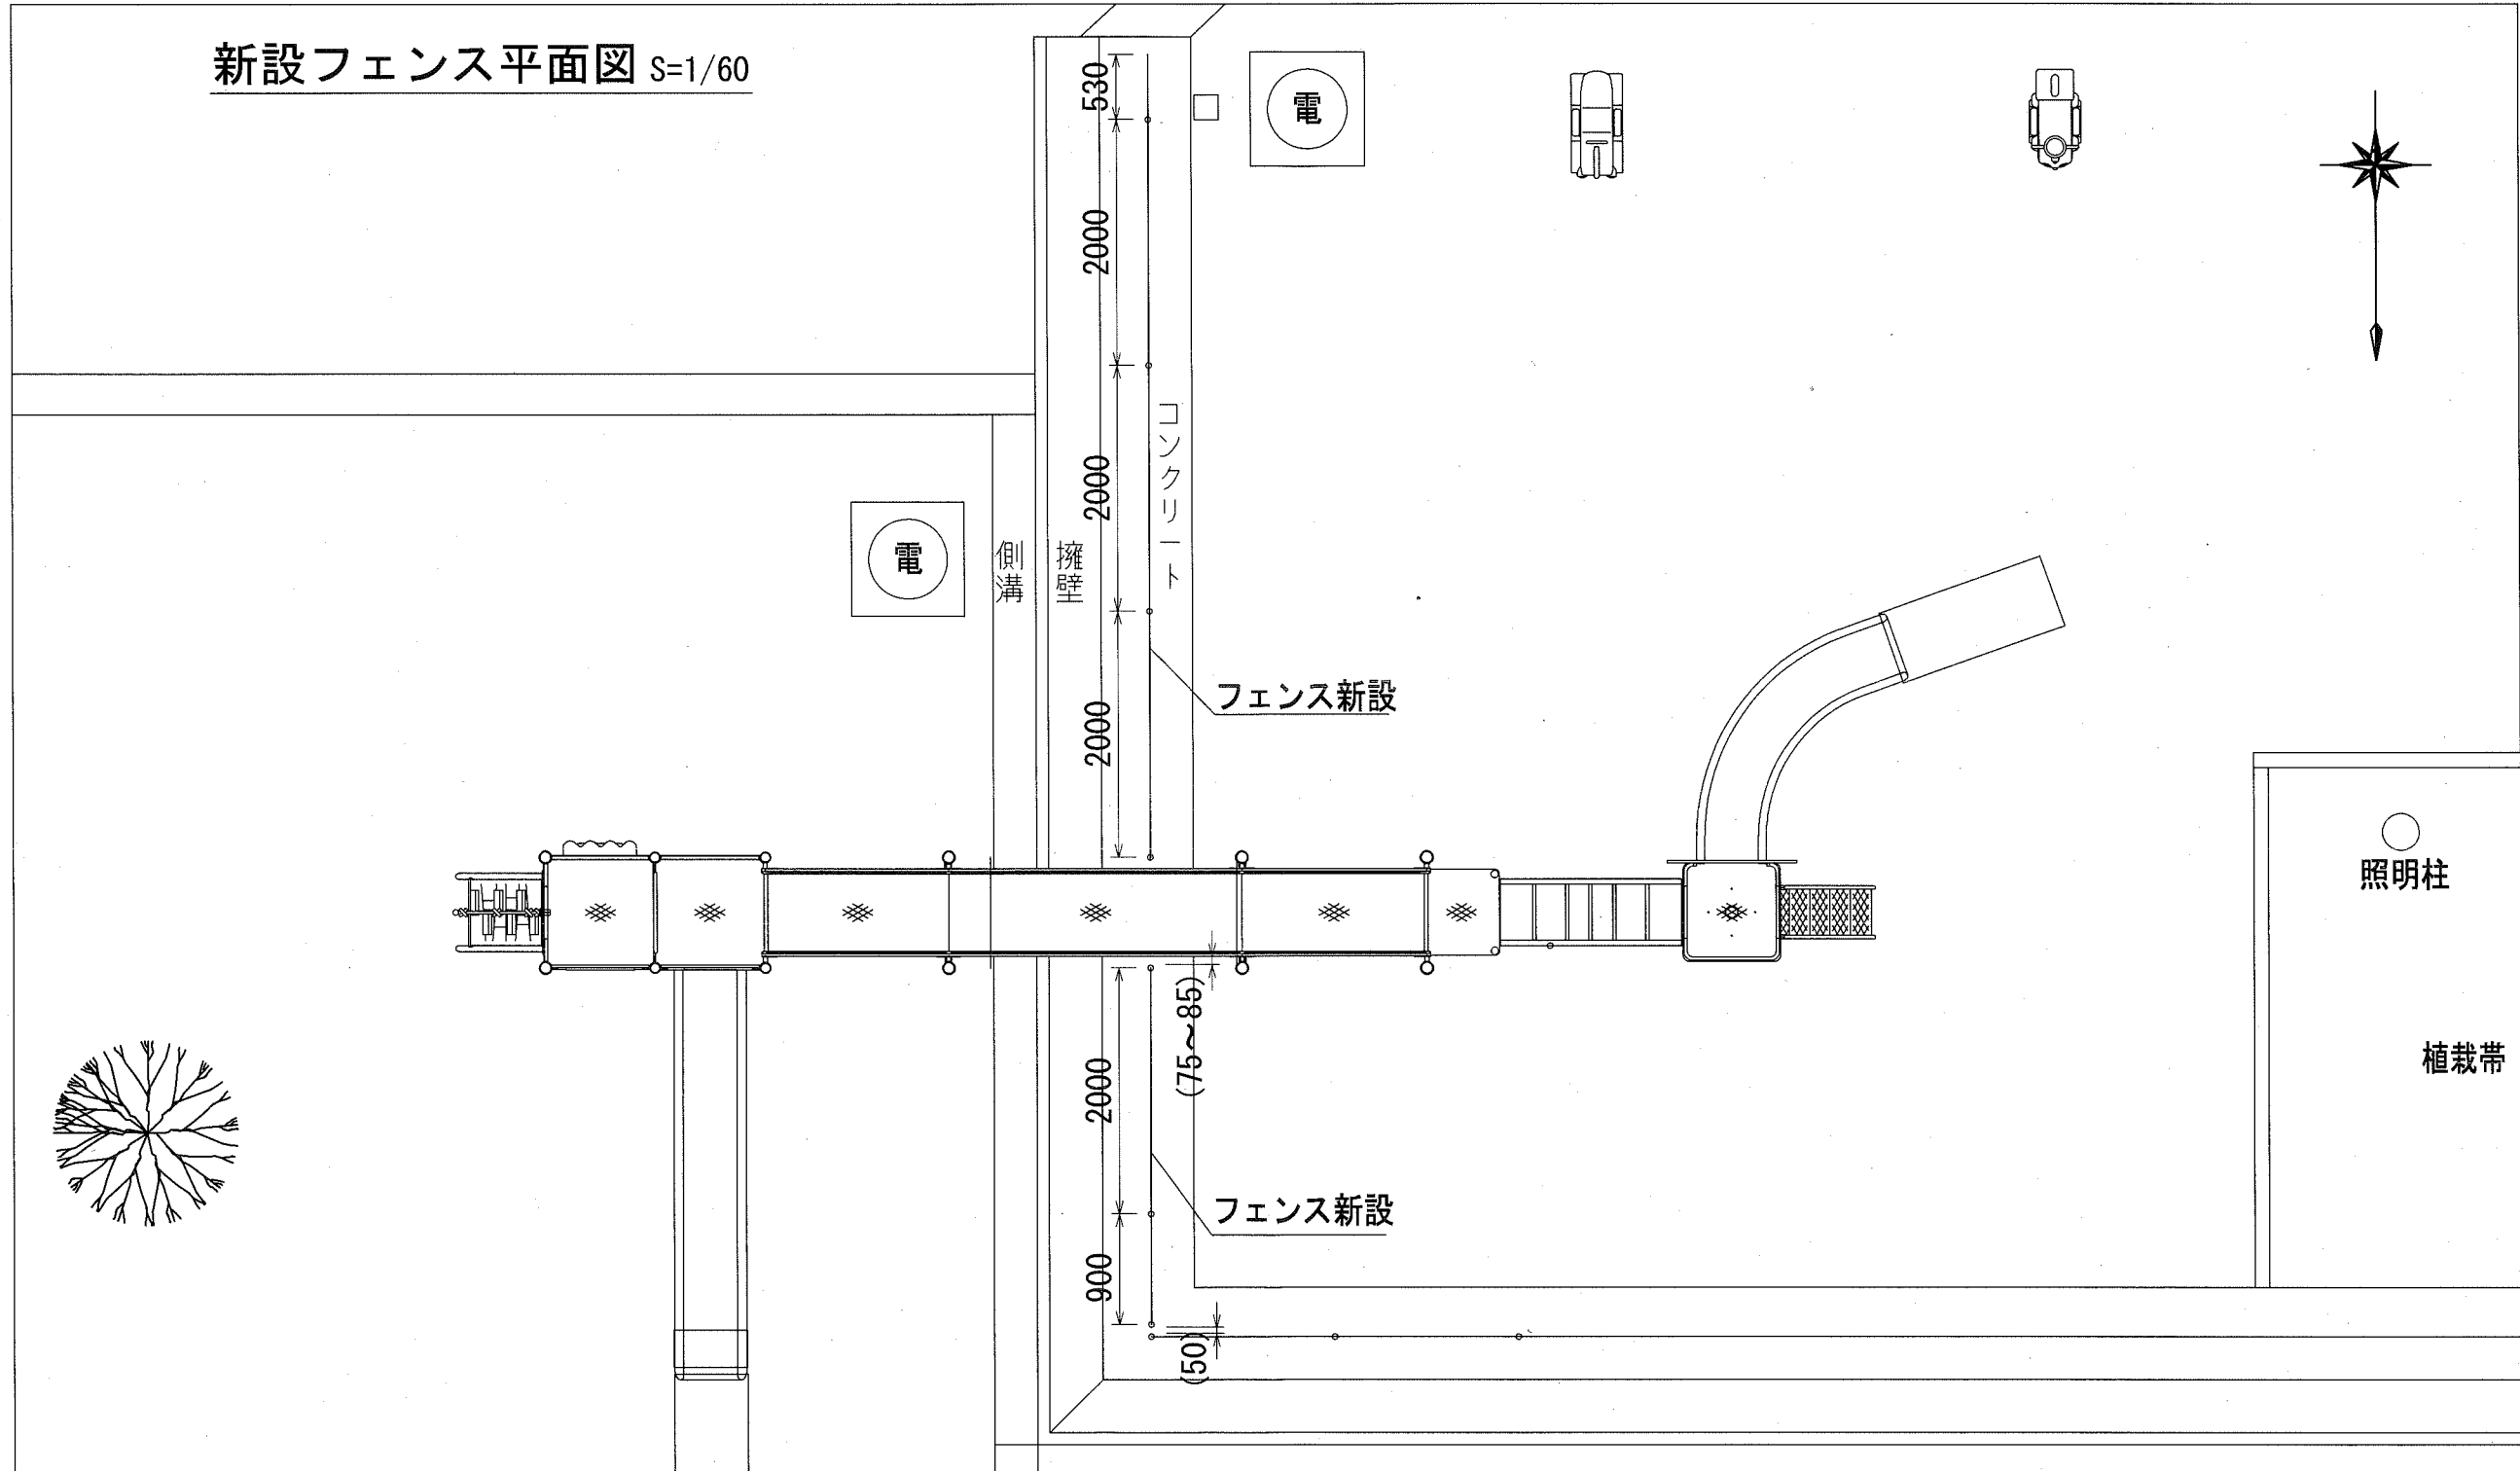 新設フェンス平面図 S=1/60
530
電
2000
コンクリート
2000
電
側溝
擁壁
フェンス新設
2000
照明柱
(75~85)
植栽帯
2000
フェンス新設
900
(50)